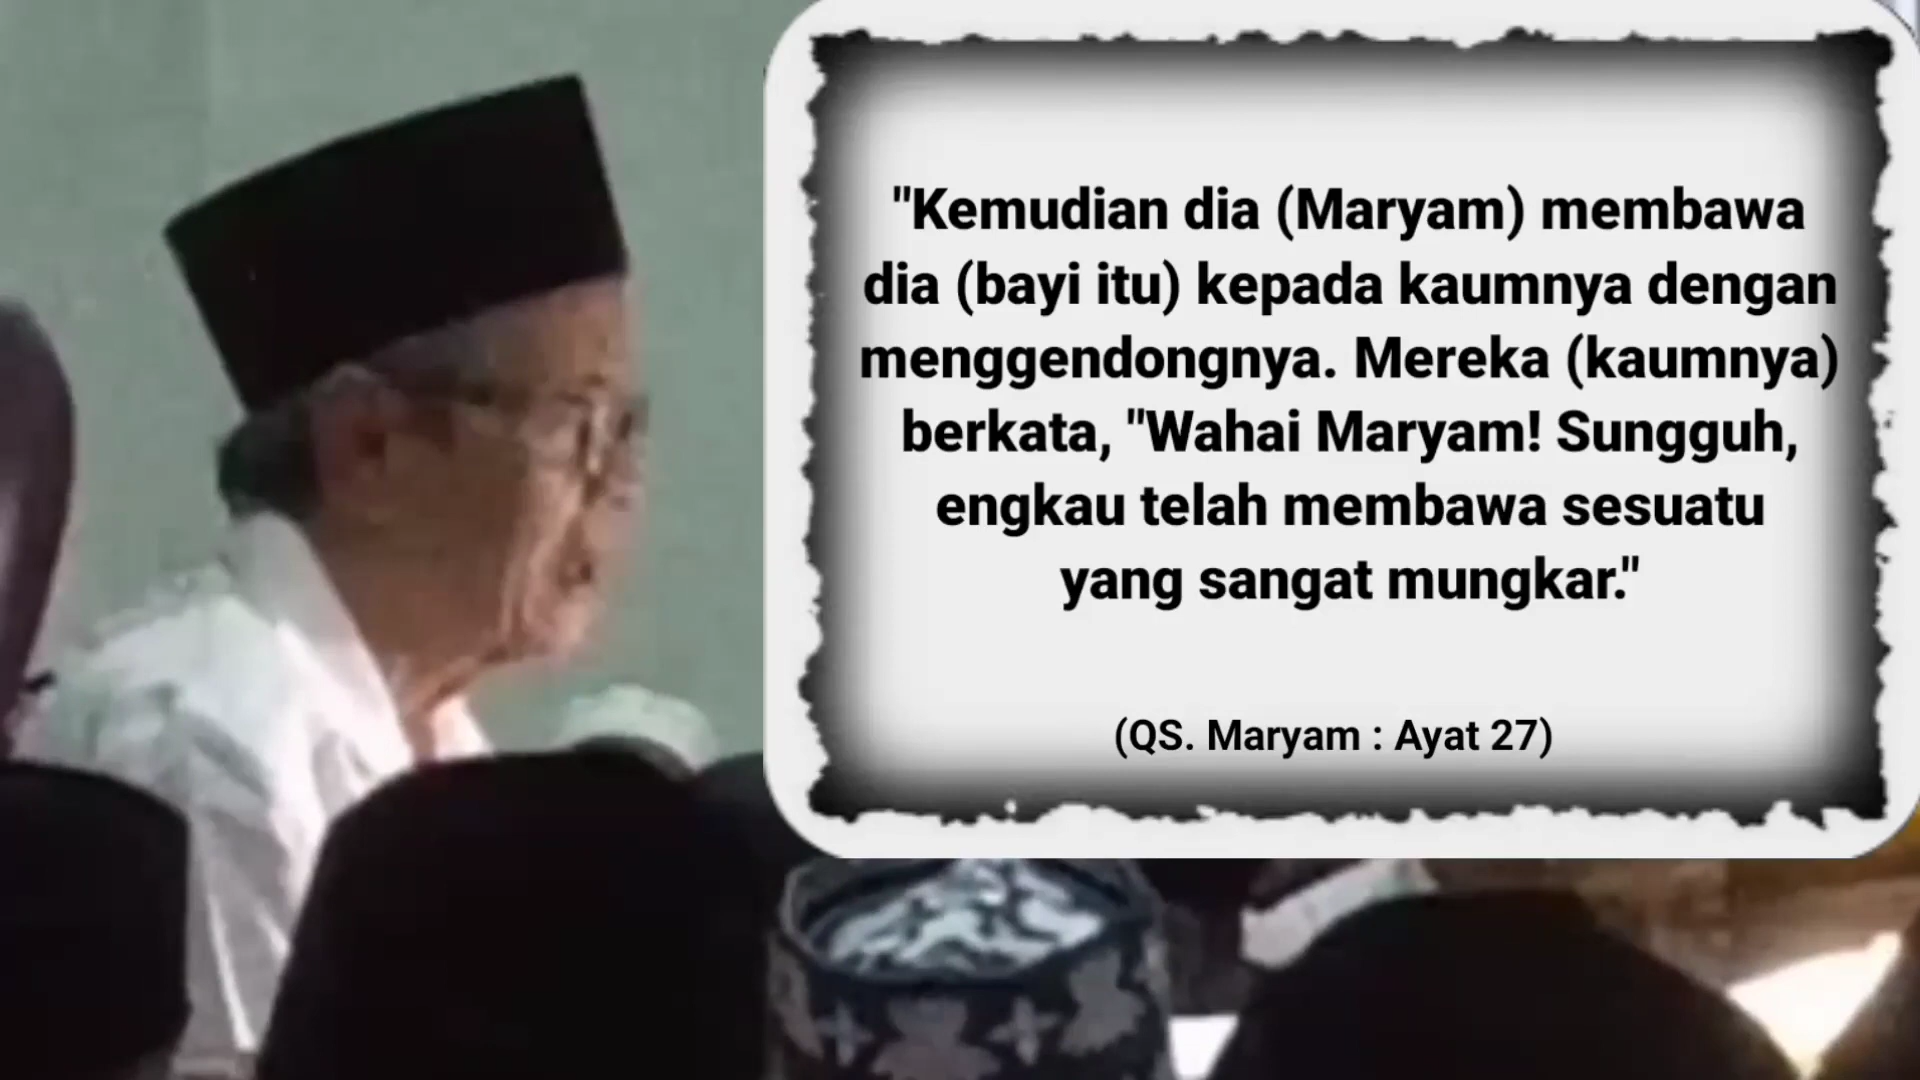 "Kemudian dia (Maryam) membawa
dia (bayi itu) kepada kaumnya dengan
menggendongnya. Mereka (kaumnya)
berkata, "Wahai Maryam! Sungguh,
engkau telah membawa sesuatu
yang sangat mungkar."
(QS. Maryam : Ayat 27)